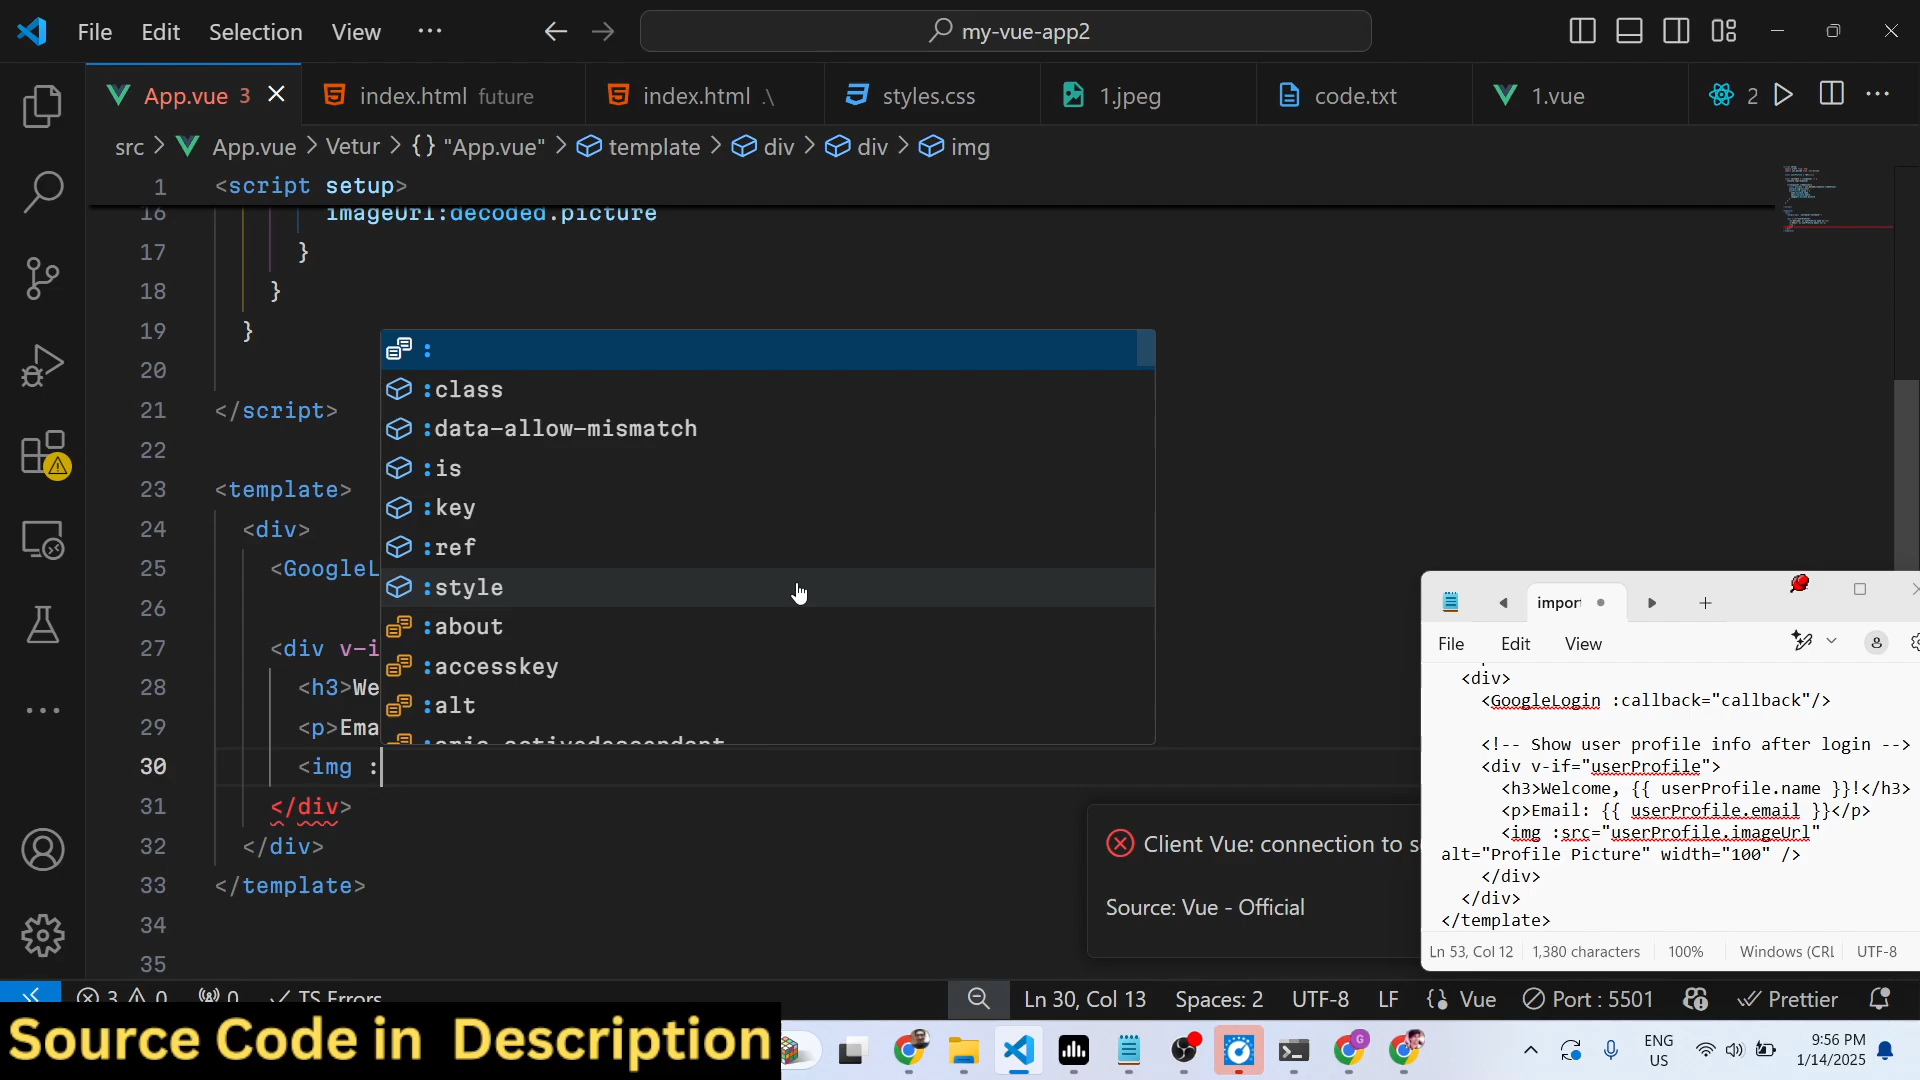 File Edit Selection View ··· my-vue-app2
App.vue 3 index.html future index.html .\ styles.css 1.jpeg code.txt 1.vue 2
src > App.vue > Vetur > {} "App.vue" > template > div > div > img
1 <script setup>
16 imageUrl:decoded.picture
17 }
18 }
19 }
20
21 </script>
22
23 <template>
24 <div>
25 <GoogleL
26
27 <div v-i
28 <h3>We
29 <p>Ema
30 <img :
31 </div>
32 </div>
33 </template>
34
35
:
:class
:data-allow-mismatch
:is
:key
:ref
:style
:about
:accesskey
:alt
:aria-activedescendant
Client Vue: connection to s
Source: Vue - Official
import
File Edit View
<div>
<GoogleLogin :callback="callback"/>
<!-- Show user profile info after login -->
<div v-if="userProfile">
<h3>Welcome, {{ userProfile.name }}!</h3>
<p>Email: {{ userProfile.email }}</p>
<img :src="userProfile.imageUrl"
alt="Profile Picture" width="100" />
</div>
</div>
</template>
Ln 53, Col 12 1,380 characters 100% Windows (CRL UTF-8
3 0 0 TS Errors Ln 30, Col 13 Spaces: 2 UTF-8 LF {} Vue Port : 5501 Prettier
Source Code in Description
ENG
US
9:56 PM
1/14/2025